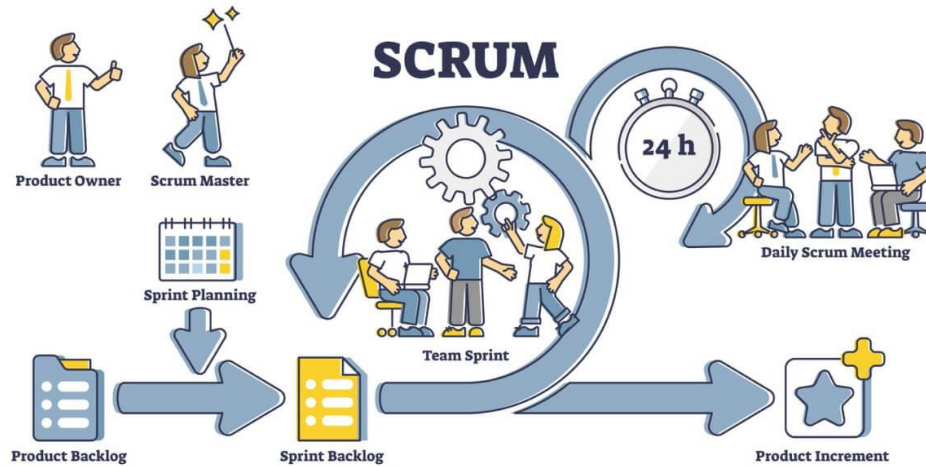 SCRUM
Product Owner
Scrum Master
24 h
Daily Scrum Meeting
Sprint Planning
Team Sprint
Product Backlog
Sprint Backlog
Product Increment